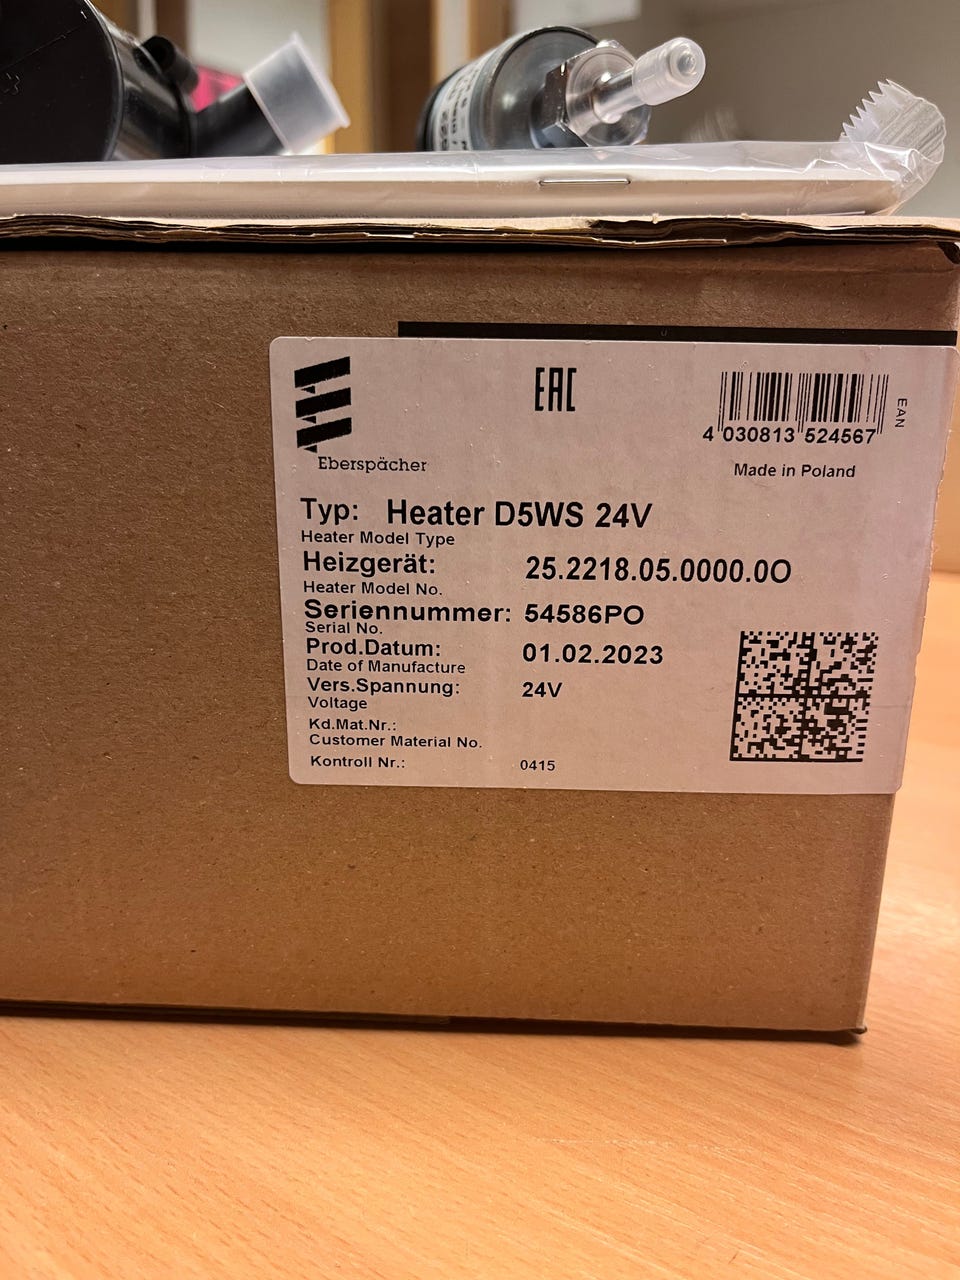 Eberspächer
EAC
4 030813 524567
EAN
Made in Poland
Typ: Heater D5WS 24V
Heater Model Type
Heizgerät: 25.2218.05.0000.0O
Heater Model No.
Seriennummer: 54586PO
Serial No.
Prod.Datum: 01.02.2023
Date of Manufacture
Vers.Spannung: 24V
Voltage
Kd.Mat.Nr.:
Customer Material No.
Kontroll Nr.: 0415